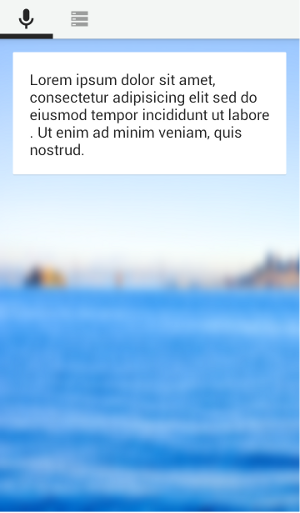 Lorem ipsum dolor sit amet,
consectetur adipisicing elit sed do
eiusmod tempor incididunt ut labore
. Ut enim ad minim veniam, quis
nostrud.